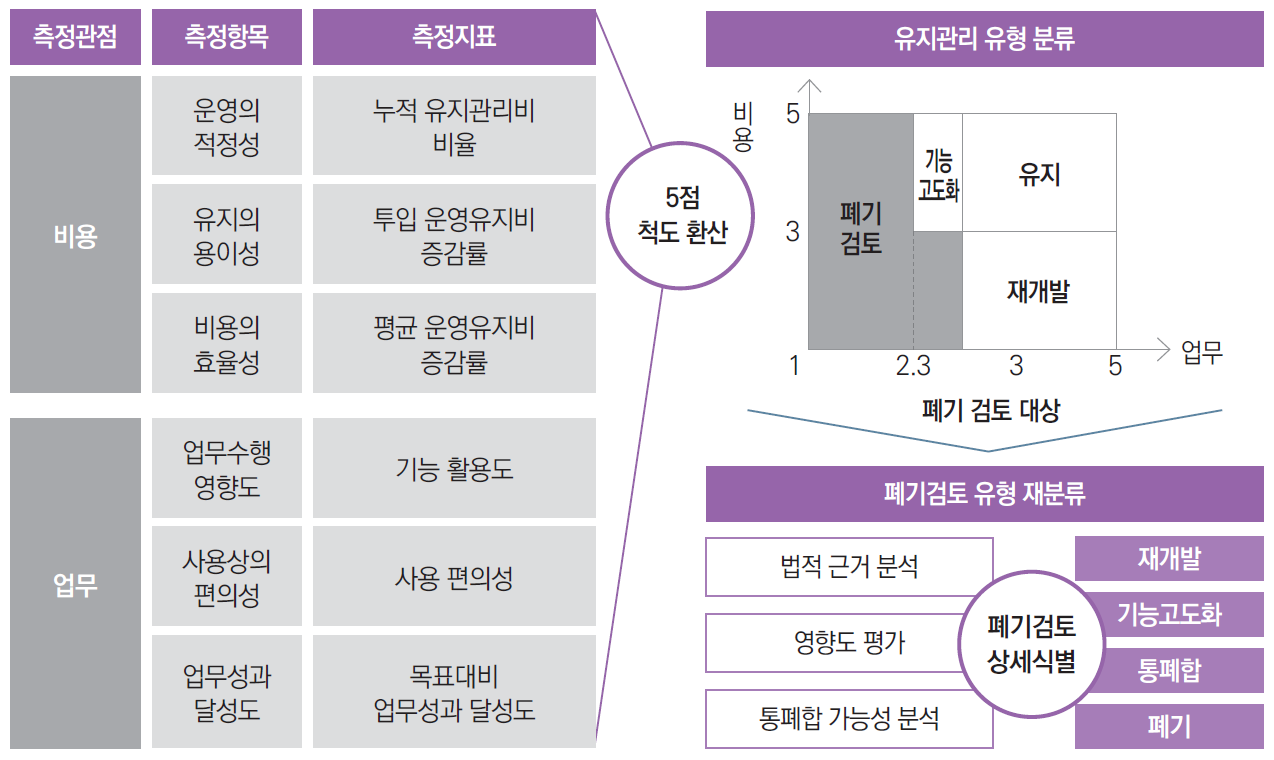 측정관점
측정항목
측정지표
비용
운영의
적정성
누적 유지관리비
비율
유지의
용이성
투입 운영유지비
증감률
비용의
효율성
평균 운영유지비
증감률
업무
업무수행
영향도
기능 활용도
사용상의
편의성
사용 편의성
업무성과
달성도
목표대비
업무성과 달성도
5점
척도 환산
유지관리 유형 분류
비
용
5
3
1
2.3
3
5
업무
폐기
검토
기능
고도화
유지
재개발
폐기 검토 대상
폐기검토 유형 재분류
법적 근거 분석
영향도 평가
통폐합 가능성 분석
폐기검토
상세식별
재개발
기능고도화
통폐합
폐기